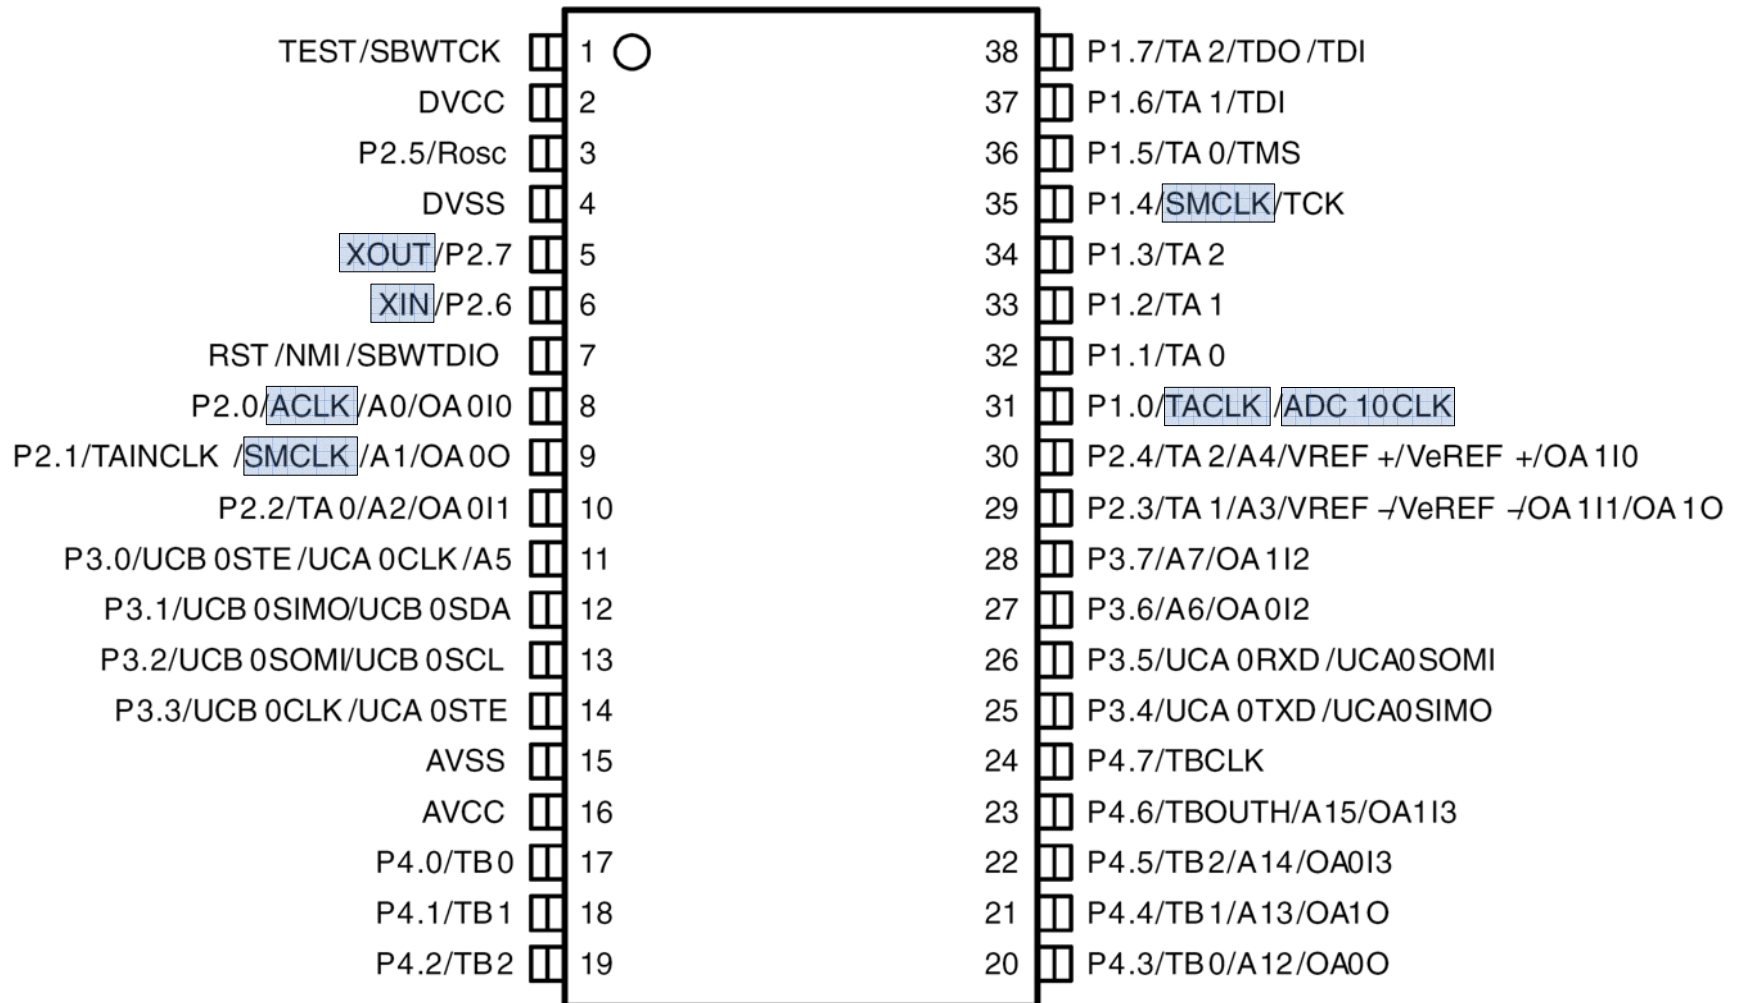 TEST/SBWTCK 1 38 P1.7/TA2/TDO/TDI
DVCC 2 37 P1.6/TA1/TDI
P2.5/Rosc 3 36 P1.5/TA0/TMS
DVSS 4 35 P1.4/SMCLK/TCK
XOUT/P2.7 5 34 P1.3/TA2
XIN/P2.6 6 33 P1.2/TA1
RST/NMI/SBWTDIO 7 32 P1.1/TA0
P2.0/ACLK/A0/OA0I0 8 31 P1.0/TACLK/ADC10CLK
P2.1/TAINCLK/SMCLK/A1/OA0O 9 30 P2.4/TA2/A4/VREF+/VeREF+/OA1I0
P2.2/TA0/A2/OA0I1 10 29 P2.3/TA1/A3/VREF−/VeREF−/OA1I1/OA1O
P3.0/UCB0STE/UCA0CLK/A5 11 28 P3.7/A7/OA1I2
P3.1/UCB0SIMO/UCB0SDA 12 27 P3.6/A6/OA0I2
P3.2/UCB0SOMI/UCB0SCL 13 26 P3.5/UCA0RXD/UCA0SOMI
P3.3/UCB0CLK/UCA0STE 14 25 P3.4/UCA0TXD/UCA0SIMO
AVSS 15 24 P4.7/TBCLK
AVCC 16 23 P4.6/TBOUTH/A15/OA1I3
P4.0/TB0 17 22 P4.5/TB2/A14/OA0I3
P4.1/TB1 18 21 P4.4/TB1/A13/OA1O
P4.2/TB2 19 20 P4.3/TB0/A12/OA0O